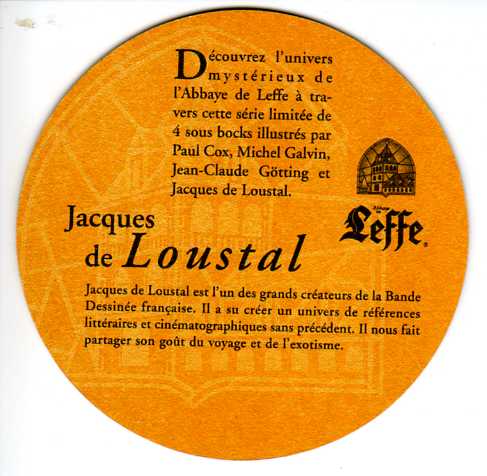 Découvrez l'univers
mystérieux de
l'Abbaye de Leffe à tra-
vers cette série limitée de
4 sous bocks illustrés par
Paul Cox, Michel Galvin,
Jean-Claude Götting et
Jacques de Loustal.
Abbaye de
Leffe®
Jacques
de Loustal
Jacques de Loustal est l'un des grands créateurs de la Bande
Dessinée française. Il a su créer un univers de références
littéraires et cinématographiques sans précédent. Il nous fait
partager son goût du voyage et de l'exotisme.